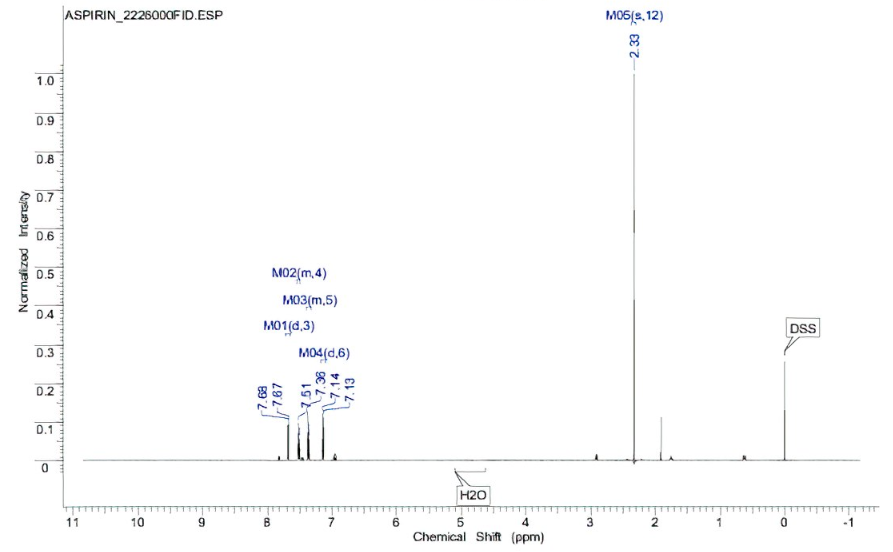 ASPIRIN_2226000FID.ESP
M05(s,12)
2.33
1.0
0.9
0.8
0.7
0.6
0.5
0.4
0.3
0.2
0.1
0
Normalized Intensity
M02(m,4)
M03(m,5)
M01(d,3)
M04(d,6)
7.68
7.67
7.51
7.36
7.14
7.13
DSS
H2O
11 10 9 8 7 6 5 4 3 2 1 0 -1
Chemical Shift (ppm)